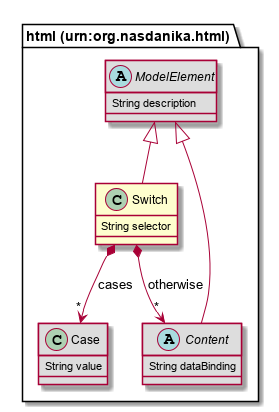 html (urn:org.nasdanika.html)
A ModelElement
String description
C Switch
String selector
cases
otherwise
*
*
C Case
String value
A Content
String dataBinding